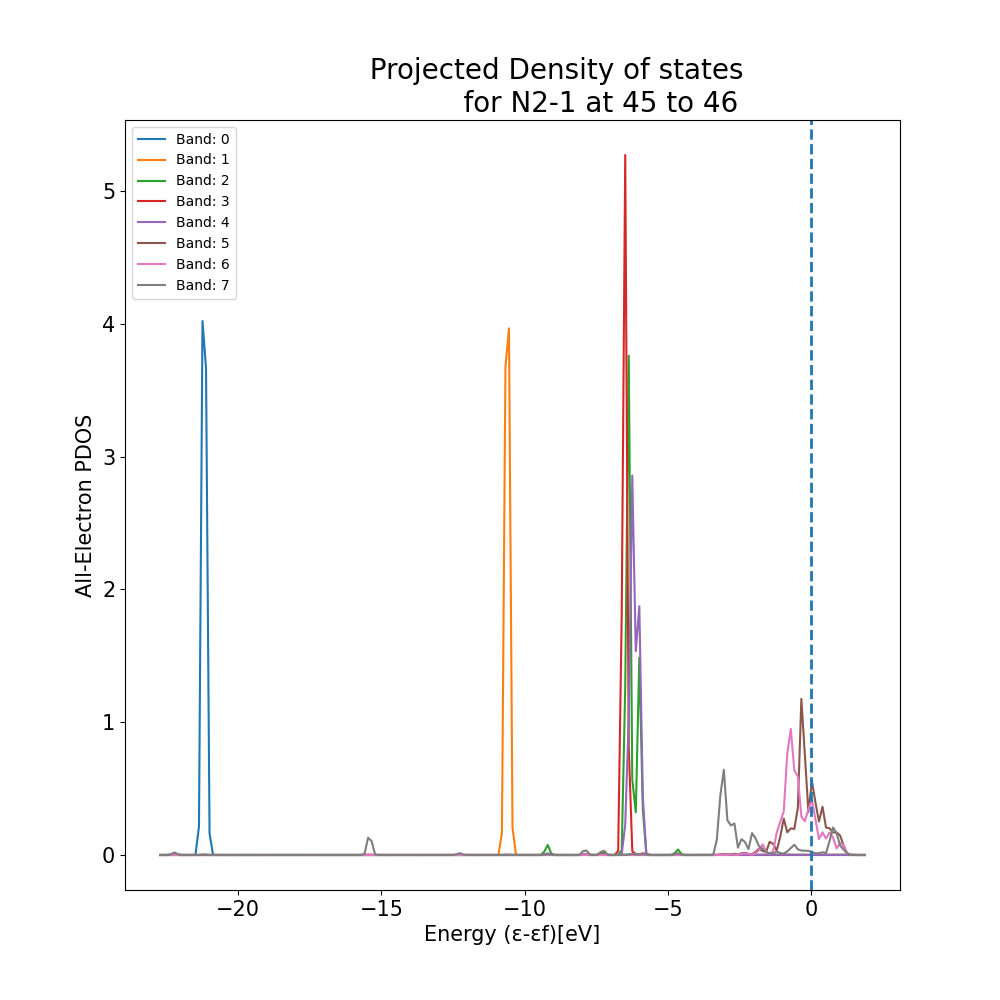 Projected Density of states
for N2-1 at 45 to 46
Band: 0
Band: 1
Band: 2
Band: 3
Band: 4
Band: 5
Band: 6
Band: 7
5
4
3
2
1
0
All-Electron PDOS
−20
−15
−10
−5
0
Energy (ε-εf)[eV]